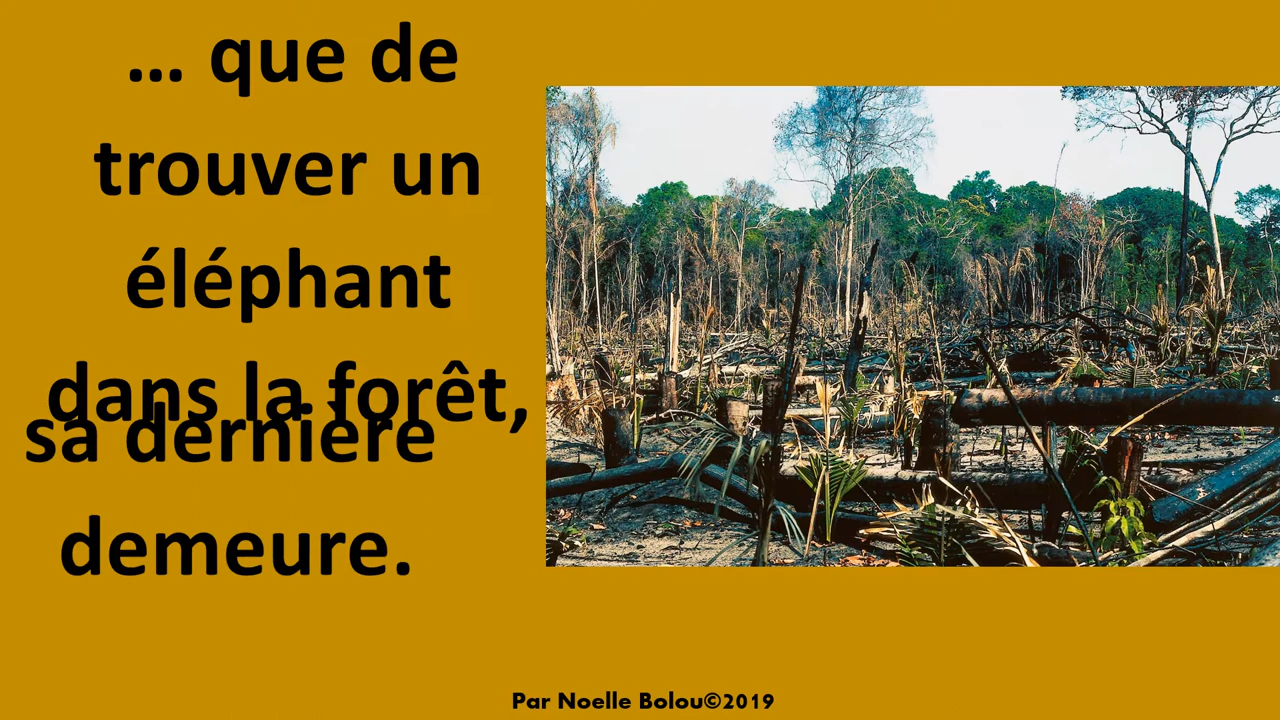 ... que de
trouver un
éléphant
dans la forêt,
sa dernière
demeure.
Par Noelle Bolou©2019